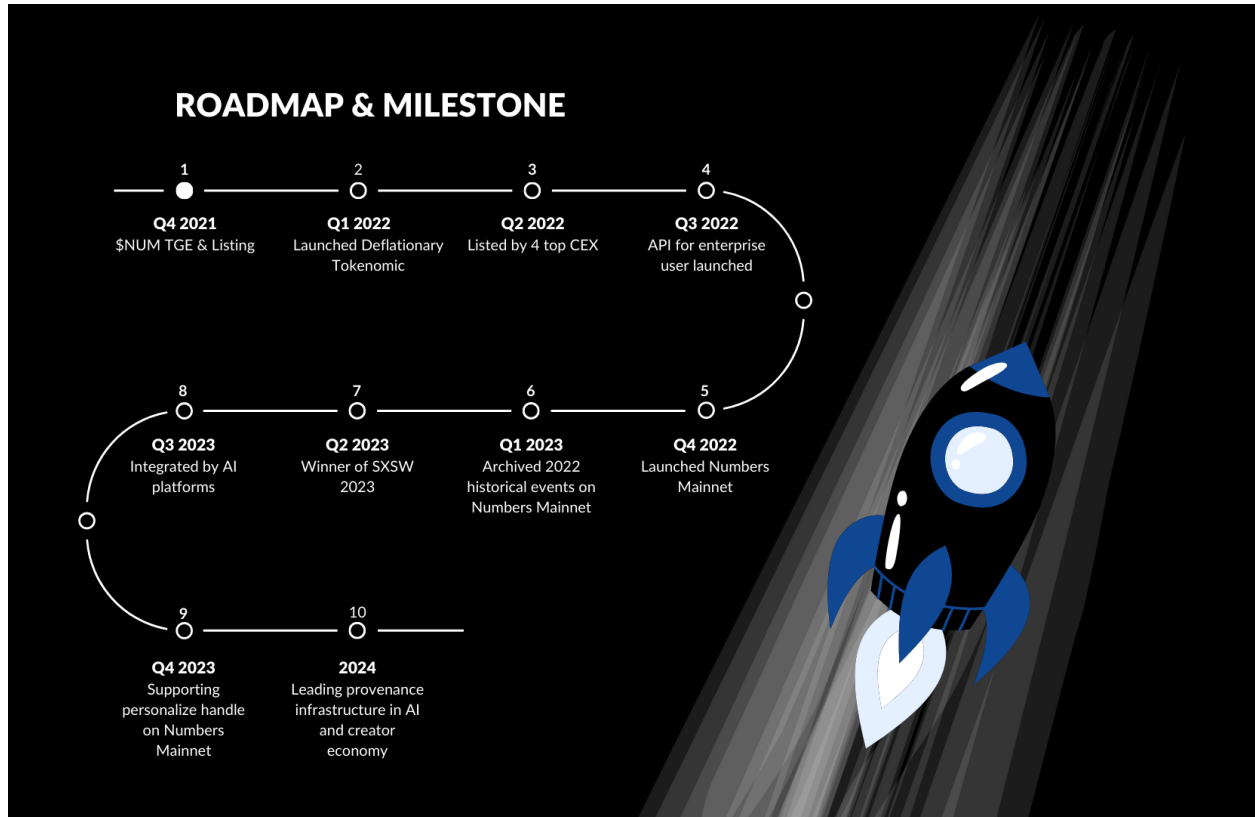 ROADMAP & MILESTONE
1
Q4 2021
$NUM TGE & Listing
2
Q1 2022
Launched Deflationary
Tokenomic
3
Q2 2022
Listed by 4 top CEX
4
Q3 2022
API for enterprise
user launched
5
Q4 2022
Launched Numbers
Mainnet
6
Q1 2023
Archived 2022
historical events on
Numbers Mainnet
7
Q2 2023
Winner of SXSW
2023
8
Q3 2023
Integrated by AI
platforms
9
Q4 2023
Supporting
personalize handle
on Numbers
Mainnet
10
2024
Leading provenance
infrastructure in AI
and creator
economy